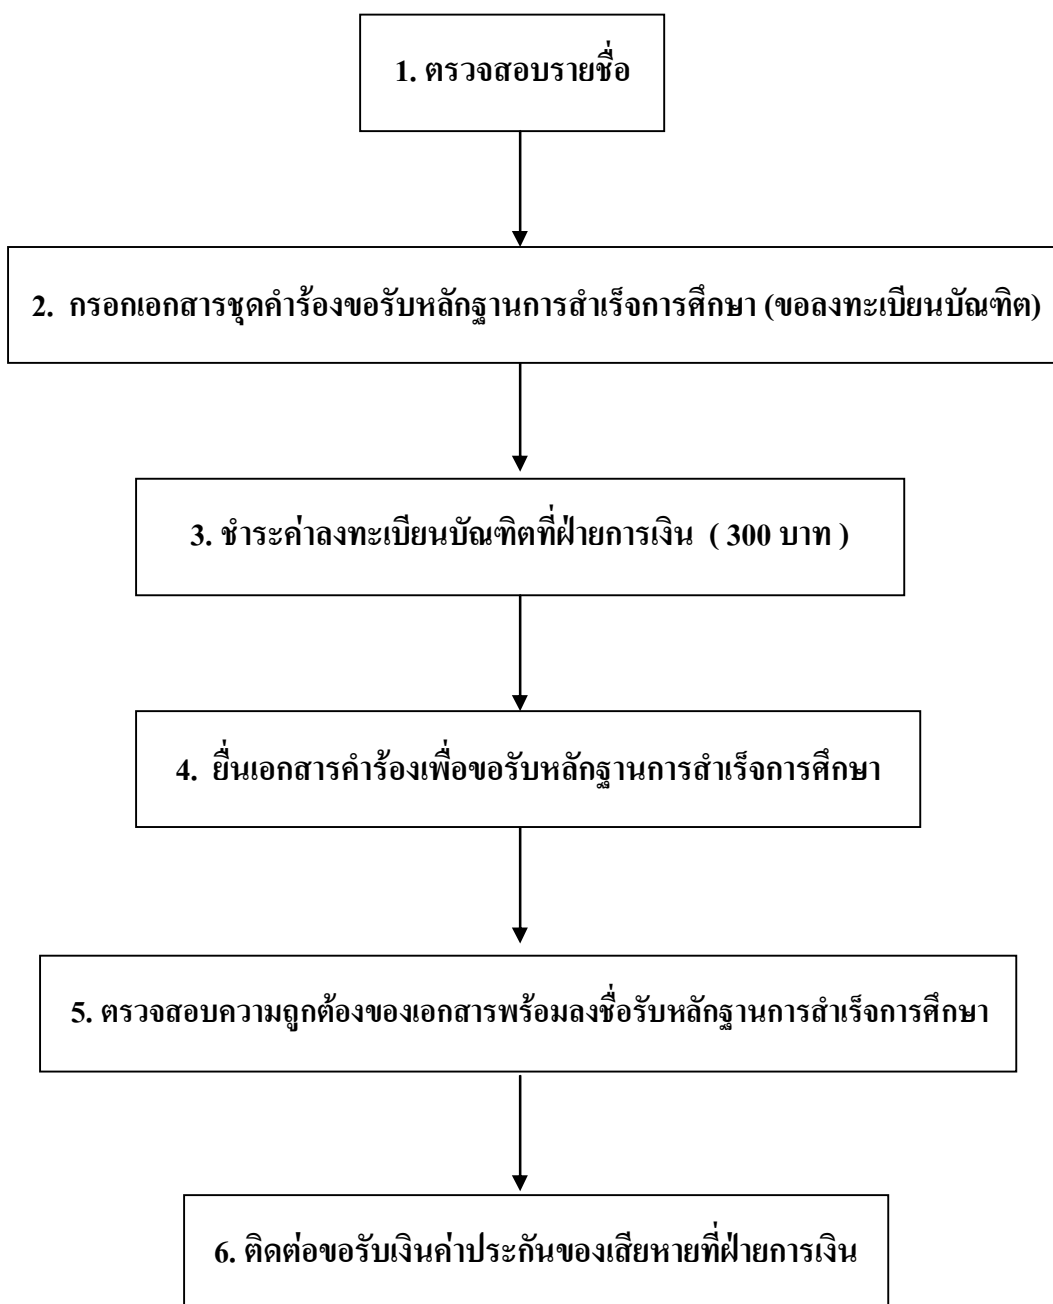 1. ตรวจสอบรายชื่อ
2. กรอกเอกสารชุดคำร้องขอรับหลักฐานการสำเร็จการศึกษา (ขอลงทะเบียนบัณฑิต)
3. ชำระค่าลงทะเบียนบัณฑิตที่ฝ่ายการเงิน ( 300 บาท )
4. ยื่นเอกสารคำร้องเพื่อขอรับหลักฐานการสำเร็จการศึกษา
5. ตรวจสอบความถูกต้องของเอกสารพร้อมลงชื่อรับหลักฐานการสำเร็จการศึกษา
6. ติดต่อขอรับเงินค่าประกันของเสียหายที่ฝ่ายการเงิน